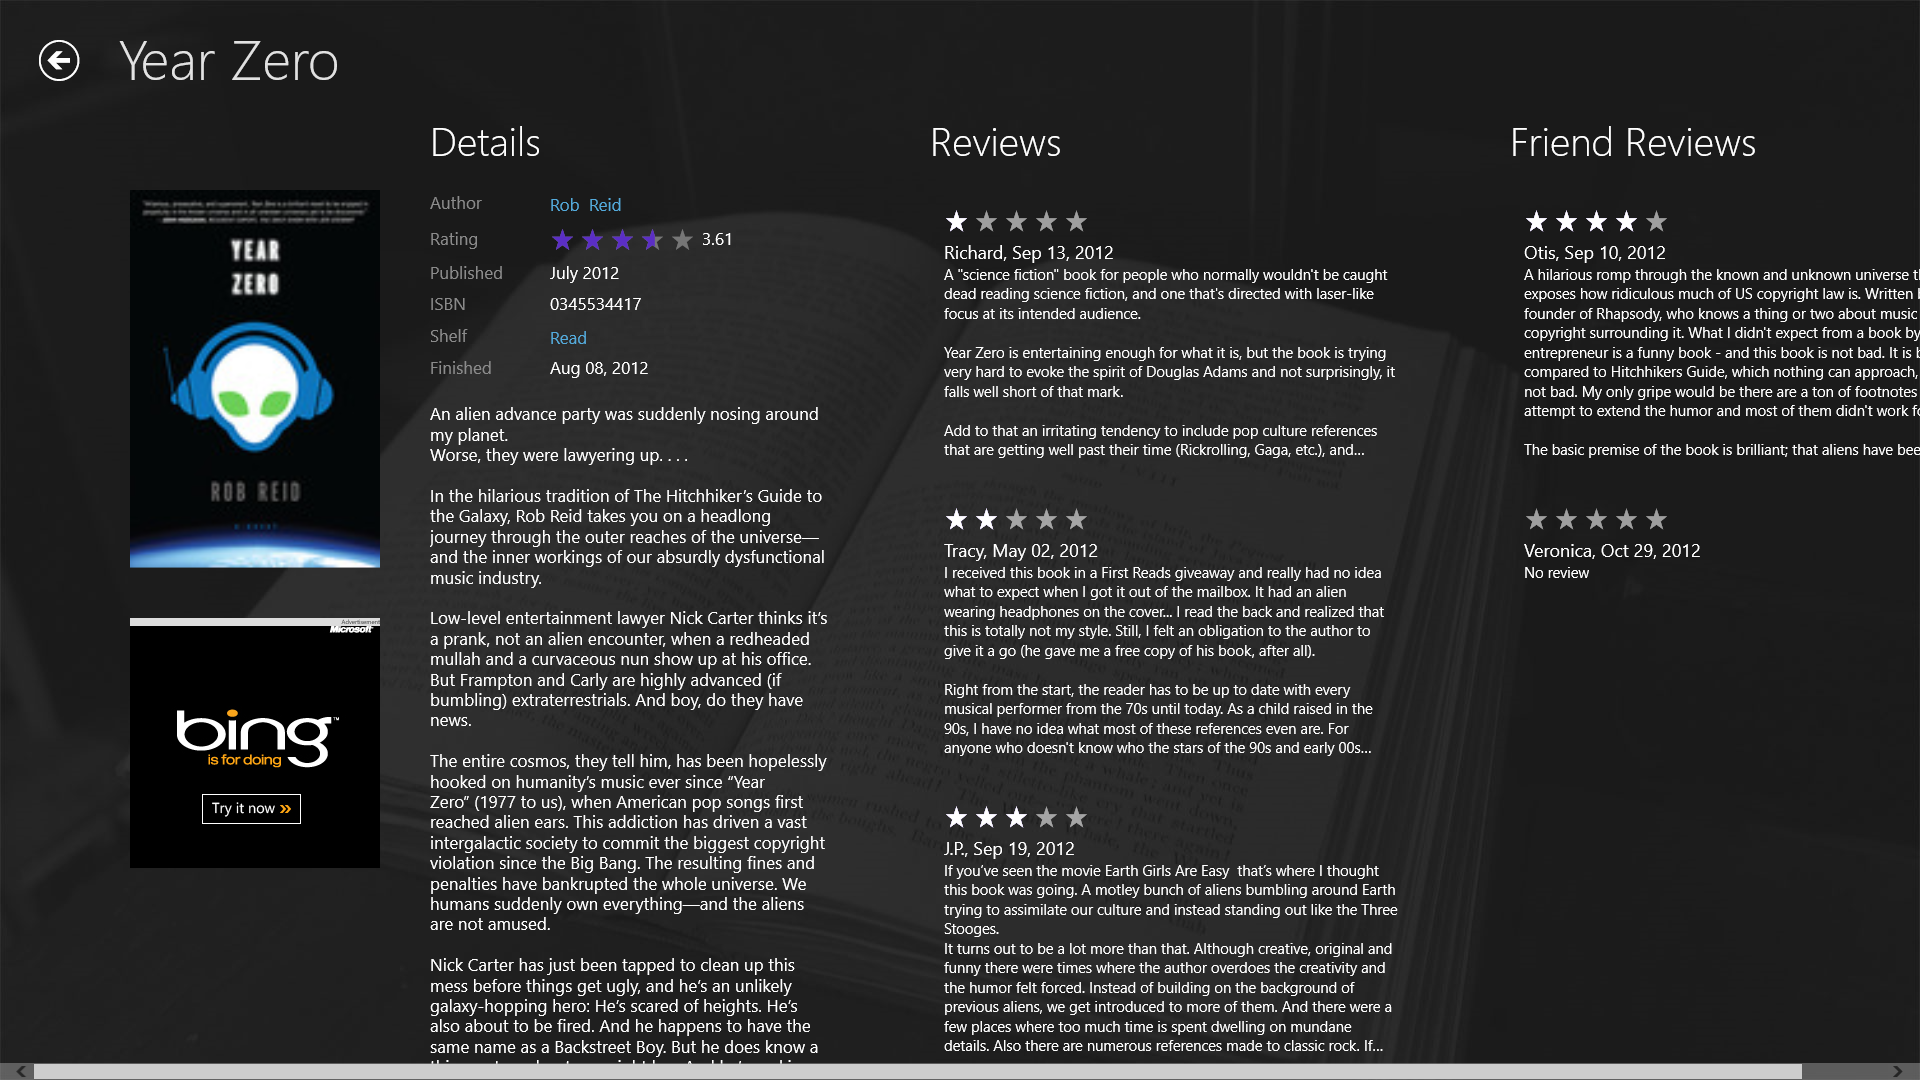 Year Zero
YEAR
ZERO
ROB REID
Advertisement
Microsoft
bing™
is for doing
Try it now »
Details
Author Rob Reid
Rating 3.61
Published July 2012
ISBN 0345534417
Shelf Read
Finished Aug 08, 2012
An alien advance party was suddenly nosing around
my planet.
Worse, they were lawyering up. . . .
In the hilarious tradition of The Hitchhiker’s Guide to
the Galaxy, Rob Reid takes you on a headlong
journey through the outer reaches of the universe—
and the inner workings of our absurdly dysfunctional
music industry.
Low-level entertainment lawyer Nick Carter thinks it’s
a prank, not an alien encounter, when a redheaded
mullah and a curvaceous nun show up at his office.
But Frampton and Carly are highly advanced (if
bumbling) extraterrestrials. And boy, do they have
news.
The entire cosmos, they tell him, has been hopelessly
hooked on humanity’s music ever since “Year
Zero” (1977 to us), when American pop songs first
reached alien ears. This addiction has driven a vast
intergalactic society to commit the biggest copyright
violation since the Big Bang. The resulting fines and
penalties have bankrupted the whole universe. We
humans suddenly own everything—and the aliens
are not amused.
Nick Carter has just been tapped to clean up this
mess before things get ugly, and he’s an unlikely
galaxy-hopping hero: He’s scared of heights. He’s
also about to be fired. And he happens to have the
same name as a Backstreet Boy. But he does know a
Reviews
Richard, Sep 13, 2012
A "science fiction" book for people who normally wouldn't be caught
dead reading science fiction, and one that's directed with laser-like
focus at its intended audience.
Year Zero is entertaining enough for what it is, but the book is trying
very hard to evoke the spirit of Douglas Adams and not surprisingly, it
falls well short of that mark.
Add to that an irritating tendency to include pop culture references
that are getting well past their time (Rickrolling, Gaga, etc.), and...
Tracy, May 02, 2012
I received this book in a First Reads giveaway and really had no idea
what to expect when I got it out of the mailbox. It had an alien
wearing headphones on the cover... I read the back and realized that
this is totally not my style. Still, I felt an obligation to the author to
give it a go (he gave me a free copy of his book, after all).
Right from the start, the reader has to be up to date with every
musical performer from the 70s until today. As a child raised in the
90s, I have no idea what most of these references even are. For
anyone who doesn't know who the stars of the 90s and early 00s...
J.P., Sep 19, 2012
If you’ve seen the movie Earth Girls Are Easy  that’s where I thought
this book was going. A motley bunch of aliens bumbling around Earth
trying to assimilate our culture and instead standing out like the Three
Stooges.
It turns out to be a lot more than that. Although creative, original and
funny there were times where the author overdoes the creativity and
the humor felt forced. Instead of building on the background of
previous aliens, we get introduced to more of them. And there were a
few places where too much time is spent dwelling on mundane
details. Also there are numerous references made to classic rock. If...
Friend Reviews
Otis, Sep 10, 2012
A hilarious romp through the known and unknown universe
exposes how ridiculous much of US copyright law is. Written
founder of Rhapsody, who knows a thing or two about music
copyright surrounding it. What I didn't expect from a book by
entrepreneur is a funny book - and this book is not bad. It is
compared to Hitchhikers Guide, which nothing can approach,
not bad. My only gripe would be there are a ton of footnotes
attempt to extend the humor and most of them didn't work
The basic premise of the book is brilliant; that aliens have
Veronica, Oct 29, 2012
No review